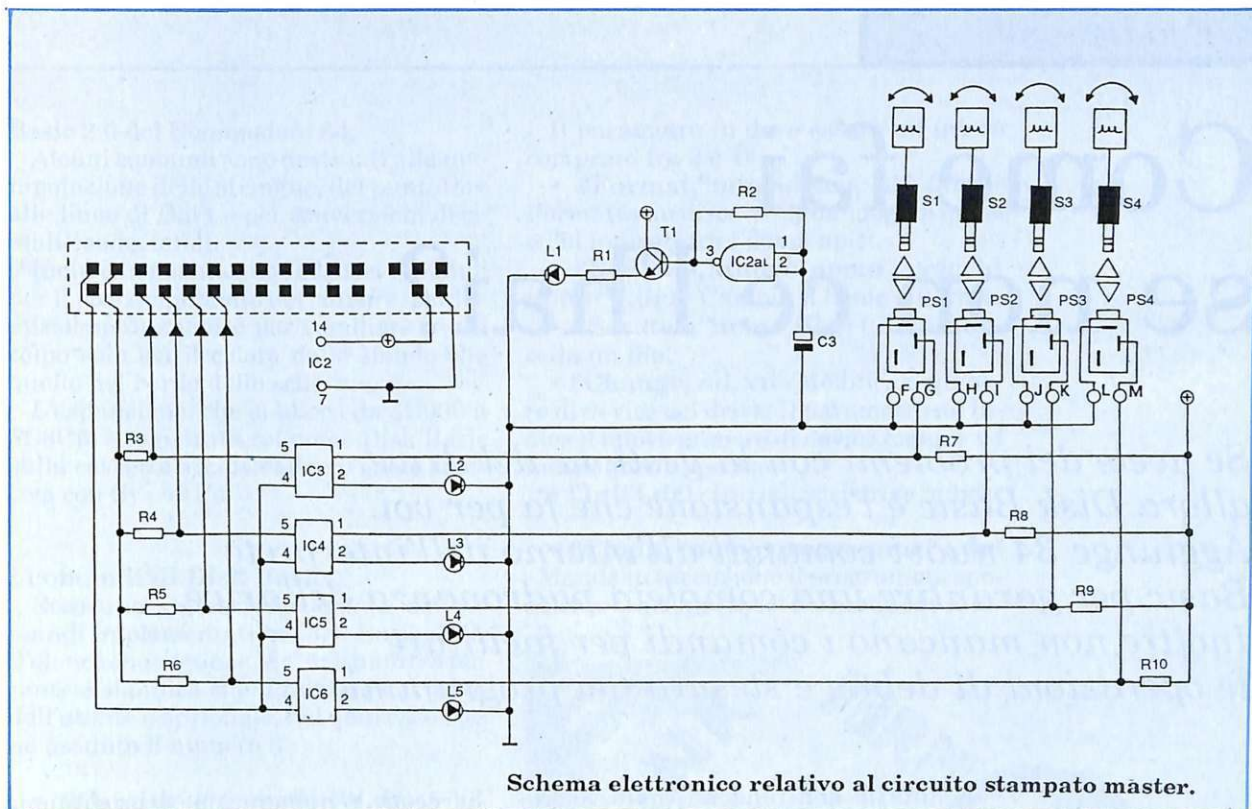 S1 S2 S3 S4
R2
L1 R1 T1 3 IC2aL 1 2
PS1 PS2 PS3 PS4
14
IC2
7
C3
G I J K L M
R3 5 4 IC3 1 2 L2 R7
R4 5 4 IC4 1 2 L3 R8
R5 5 4 IC5 1 2 L4 R9
R6 5 4 IC6 1 2 L5 R10
Schema elettronico relativo al circuito stampato master.